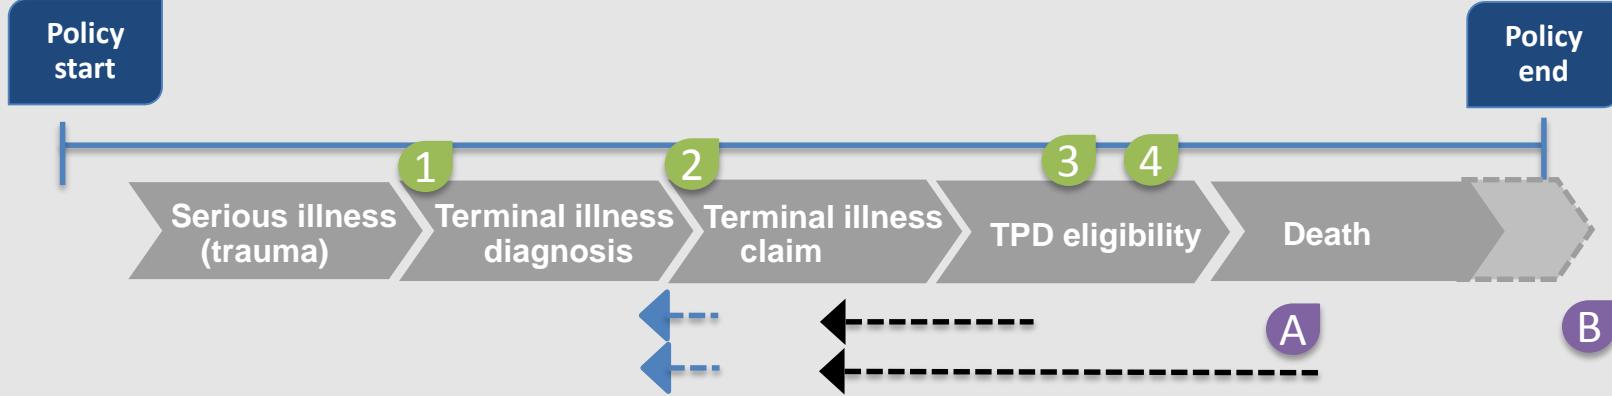 Policy
start
Policy
end
1
2
3
4
Serious illness
(trauma)
Terminal illness
diagnosis
Terminal illness
claim
TPD eligibility
Death
A
B